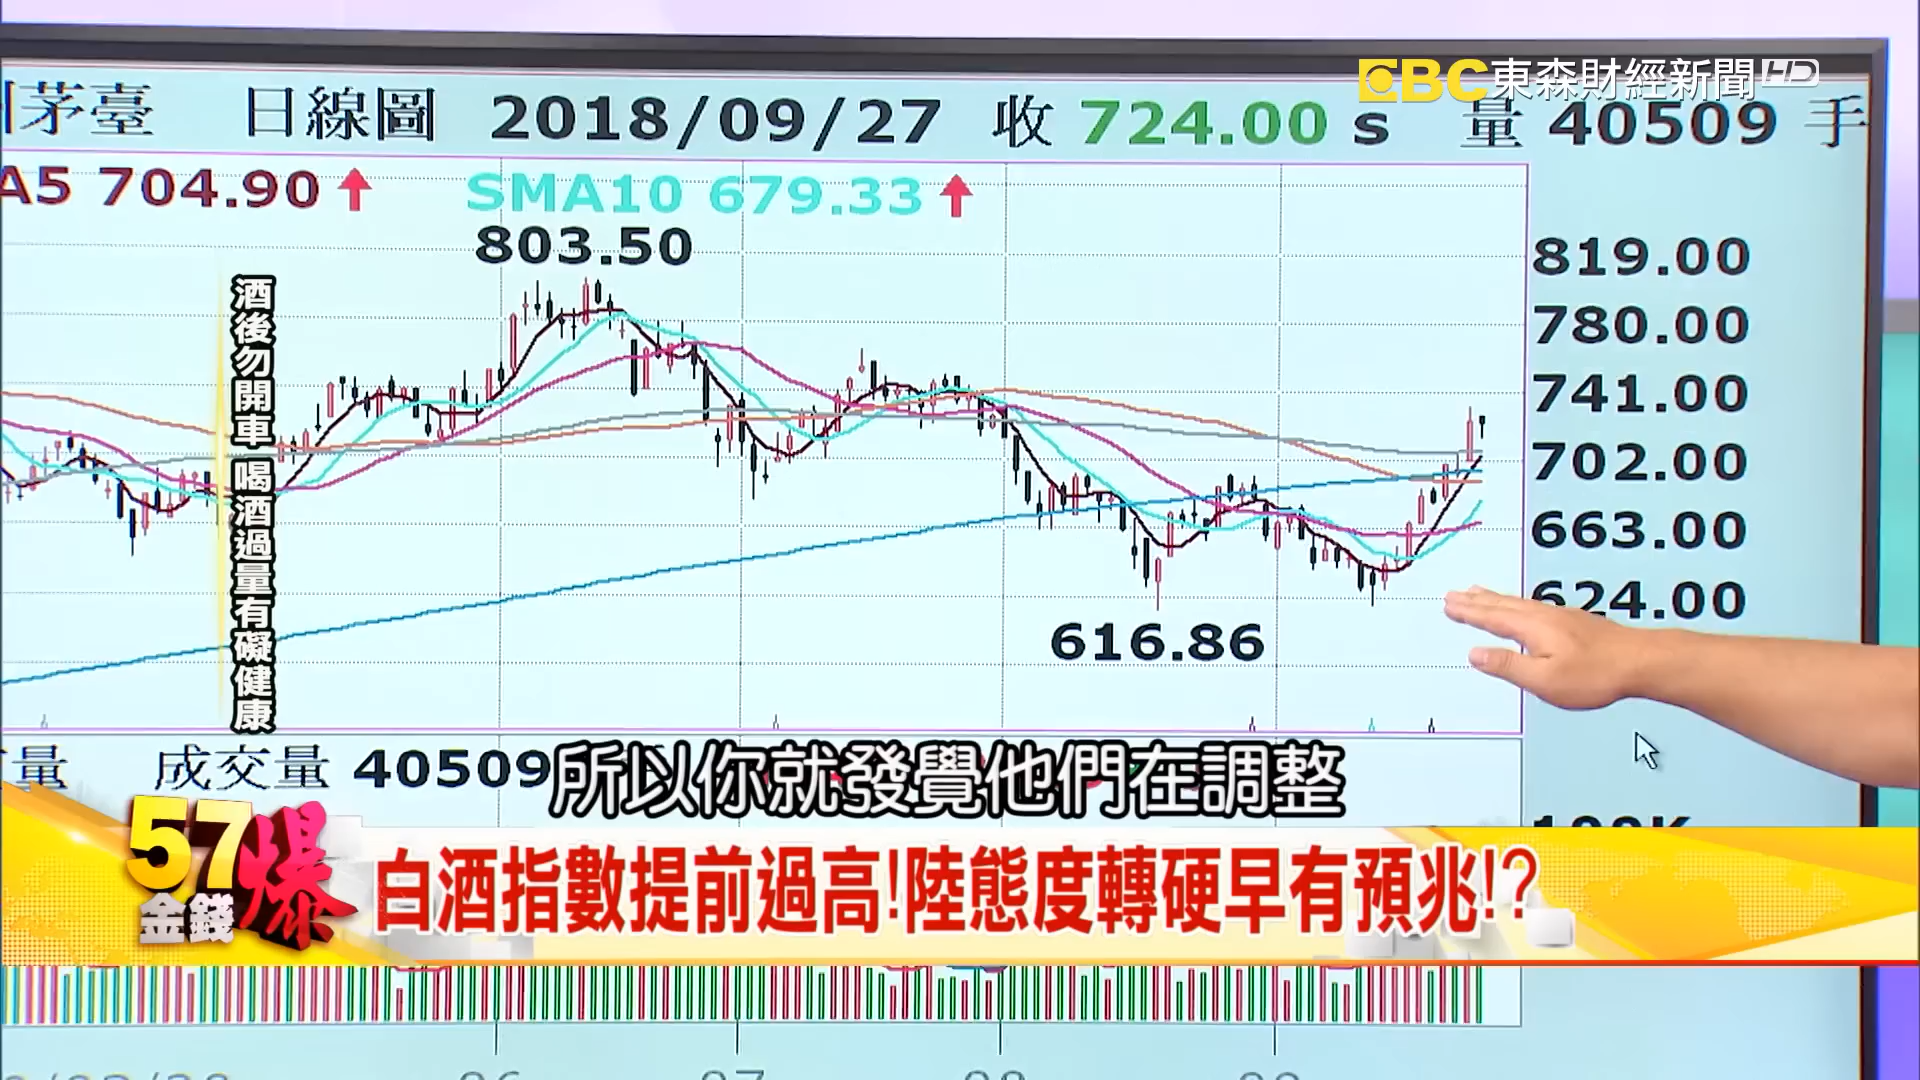 EBC東森財經新聞HD
茅臺 日線圖 2018/09/27 收 724.00 s 量 40509 手
A5 704.90 ↑ SMA10 679.33 ↑
803.50
819.00
780.00
741.00
702.00
663.00
624.00
616.86
酒後勿開車 喝酒過量有礙健康
量 成交量 40509
所以你就發覺他們在調整
57金錢爆
白酒指數提前過高!陸態度轉硬早有預兆!?